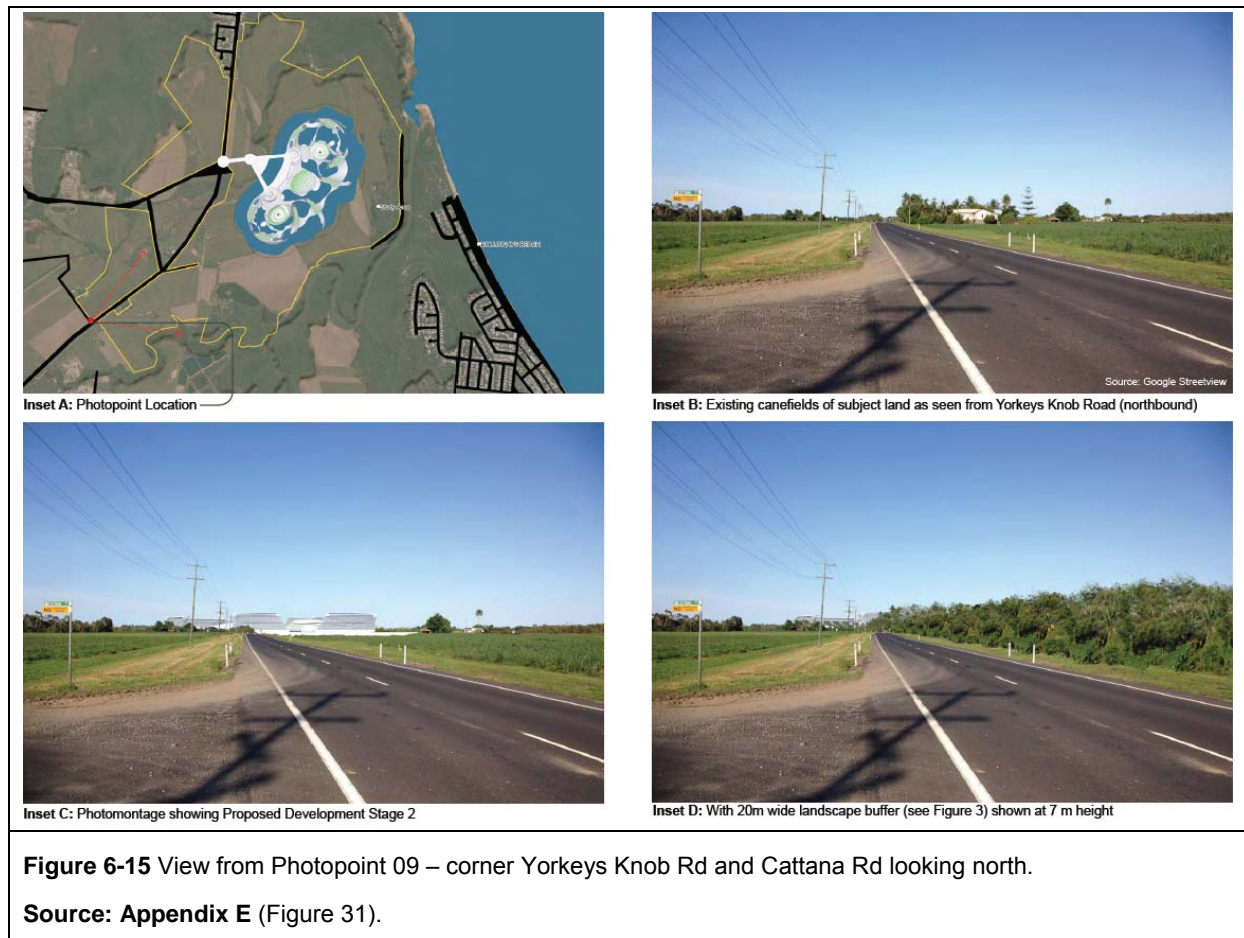 Inset A: Photopoint Location
Source: Google Streetview
Inset B: Existing canefields of subject land as seen from Yorkeys Knob Road (northbound)
Inset C: Photomontage showing Proposed Development Stage 2
Inset D: With 20m wide landscape buffer (see Figure 3) shown at 7 m height
Figure 6-15 View from Photopoint 09 – corner Yorkeys Knob Rd and Cattana Rd looking north.
Source: Appendix E (Figure 31).